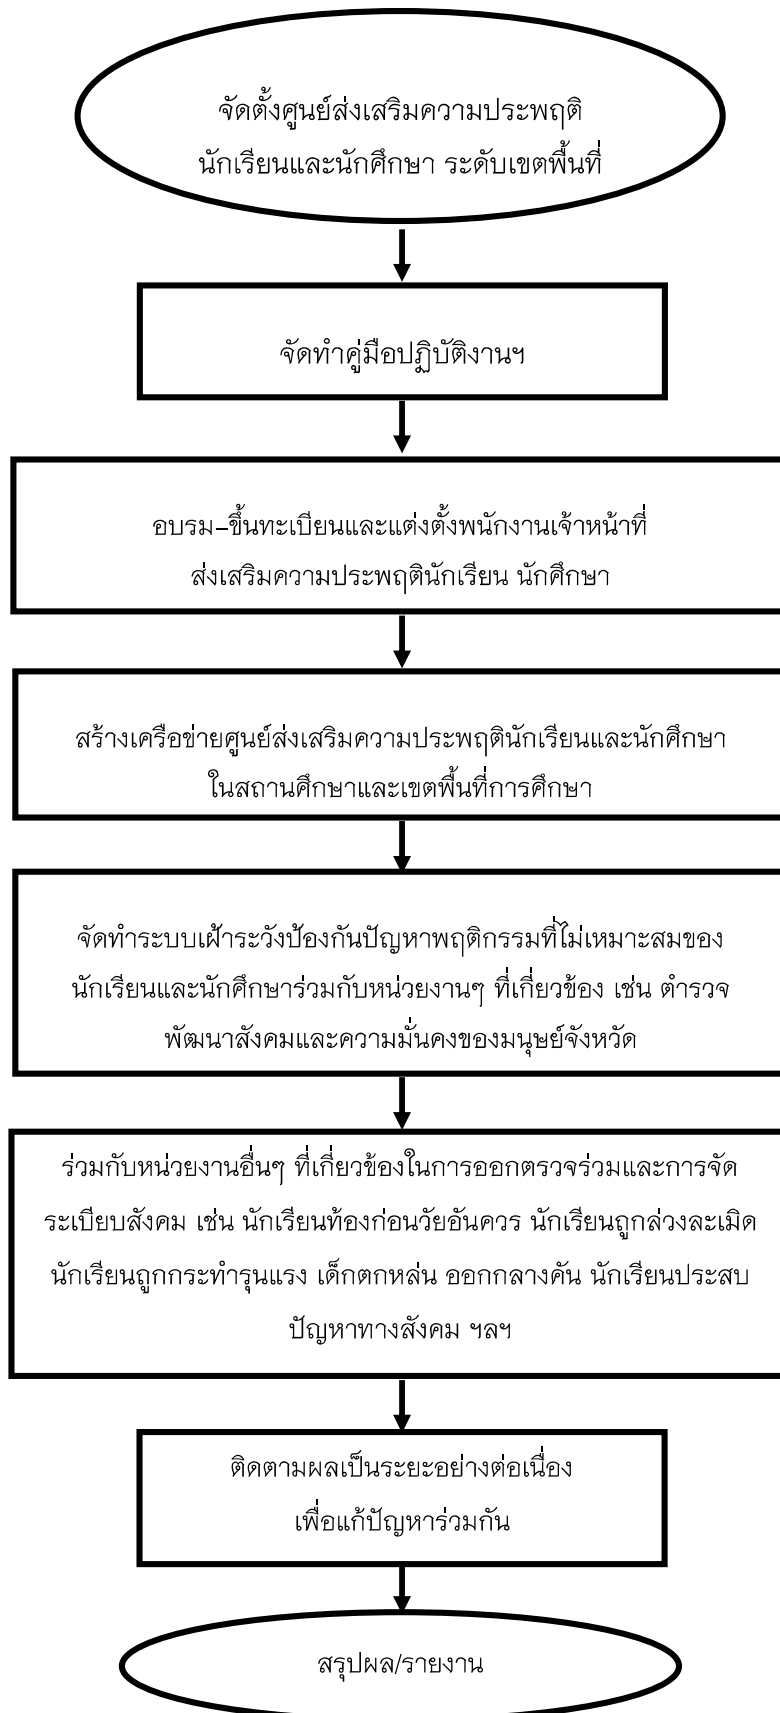 จัดตั้งศูนย์ส่งเสริมความประพฤติ
นักเรียนและนักศึกษา ระดับเขตพื้นที่
จัดทำคู่มือปฏิบัติงานฯ
อบรม-ขึ้นทะเบียนและแต่งตั้งพนักงานเจ้าหน้าที่
ส่งเสริมความประพฤตินักเรียน นักศึกษา
สร้างเครือข่ายศูนย์ส่งเสริมความประพฤตินักเรียนและนักศึกษา
ในสถานศึกษาและเขตพื้นที่การศึกษา
จัดทำระบบเฝ้าระวังป้องกันปัญหาพฤติกรรมที่ไม่เหมาะสมของ
นักเรียนและนักศึกษาร่วมกับหน่วยงานๆ ที่เกี่ยวข้อง เช่น ตำรวจ
พัฒนาสังคมและความมั่นคงของมนุษย์จังหวัด
ร่วมกับหน่วยงานอื่นๆ ที่เกี่ยวข้องในการออกตรวจร่วมและการจัด
ระเบียบสังคม เช่น นักเรียนท้องก่อนวัยอันควร นักเรียนถูกล่วงละเมิด
นักเรียนถูกกระทำรุนแรง เด็กตกหล่น ออกกลางคัน นักเรียนประสบ
ปัญหาทางสังคม ฯลฯ
ติดตามผลเป็นระยะอย่างต่อเนื่อง
เพื่อแก้ปัญหาร่วมกัน
สรุปผล/รายงาน